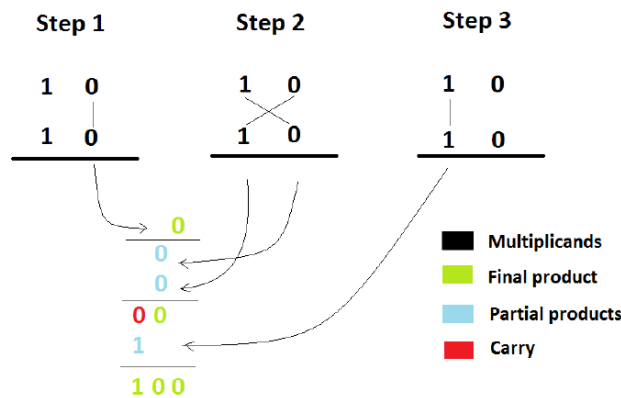 Step 1 Step 2 Step 3
1 0 1 0 1 0
1 0 1 0 1 0
0
0
0
0 0
1
1 0 0
Multiplicands
Final product
Partial products
Carry